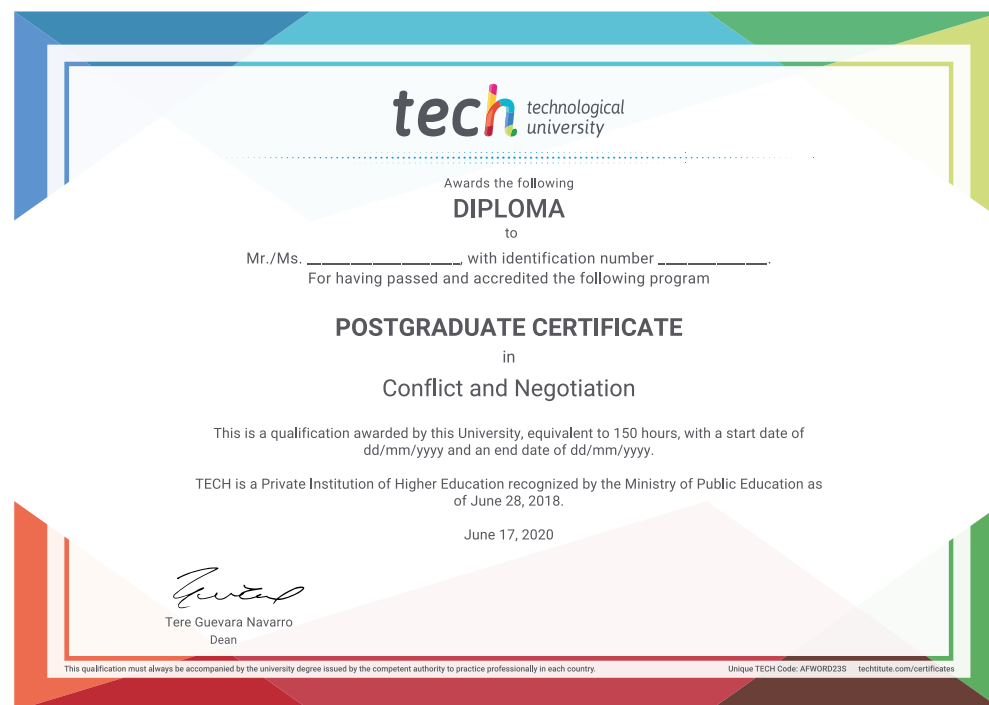 tech technological
university
Awards the following
DIPLOMA
to
Mr./Ms. _________________, with identification number ____________.
For having passed and accredited the following program
POSTGRADUATE CERTIFICATE
in
Conflict and Negotiation
This is a qualification awarded by this University, equivalent to 150 hours, with a start date of
dd/mm/yyyy and an end date of dd/mm/yyyy.
TECH is a Private Institution of Higher Education recognized by the Ministry of Public Education as
of June 28, 2018.
June 17, 2020
Tere Guevara Navarro
Dean
This qualification must always be accompanied by the university degree issued by the competent authority to practice professionally in each country. Unique TECH Code: AFWORD23S techtitute.com/certificates